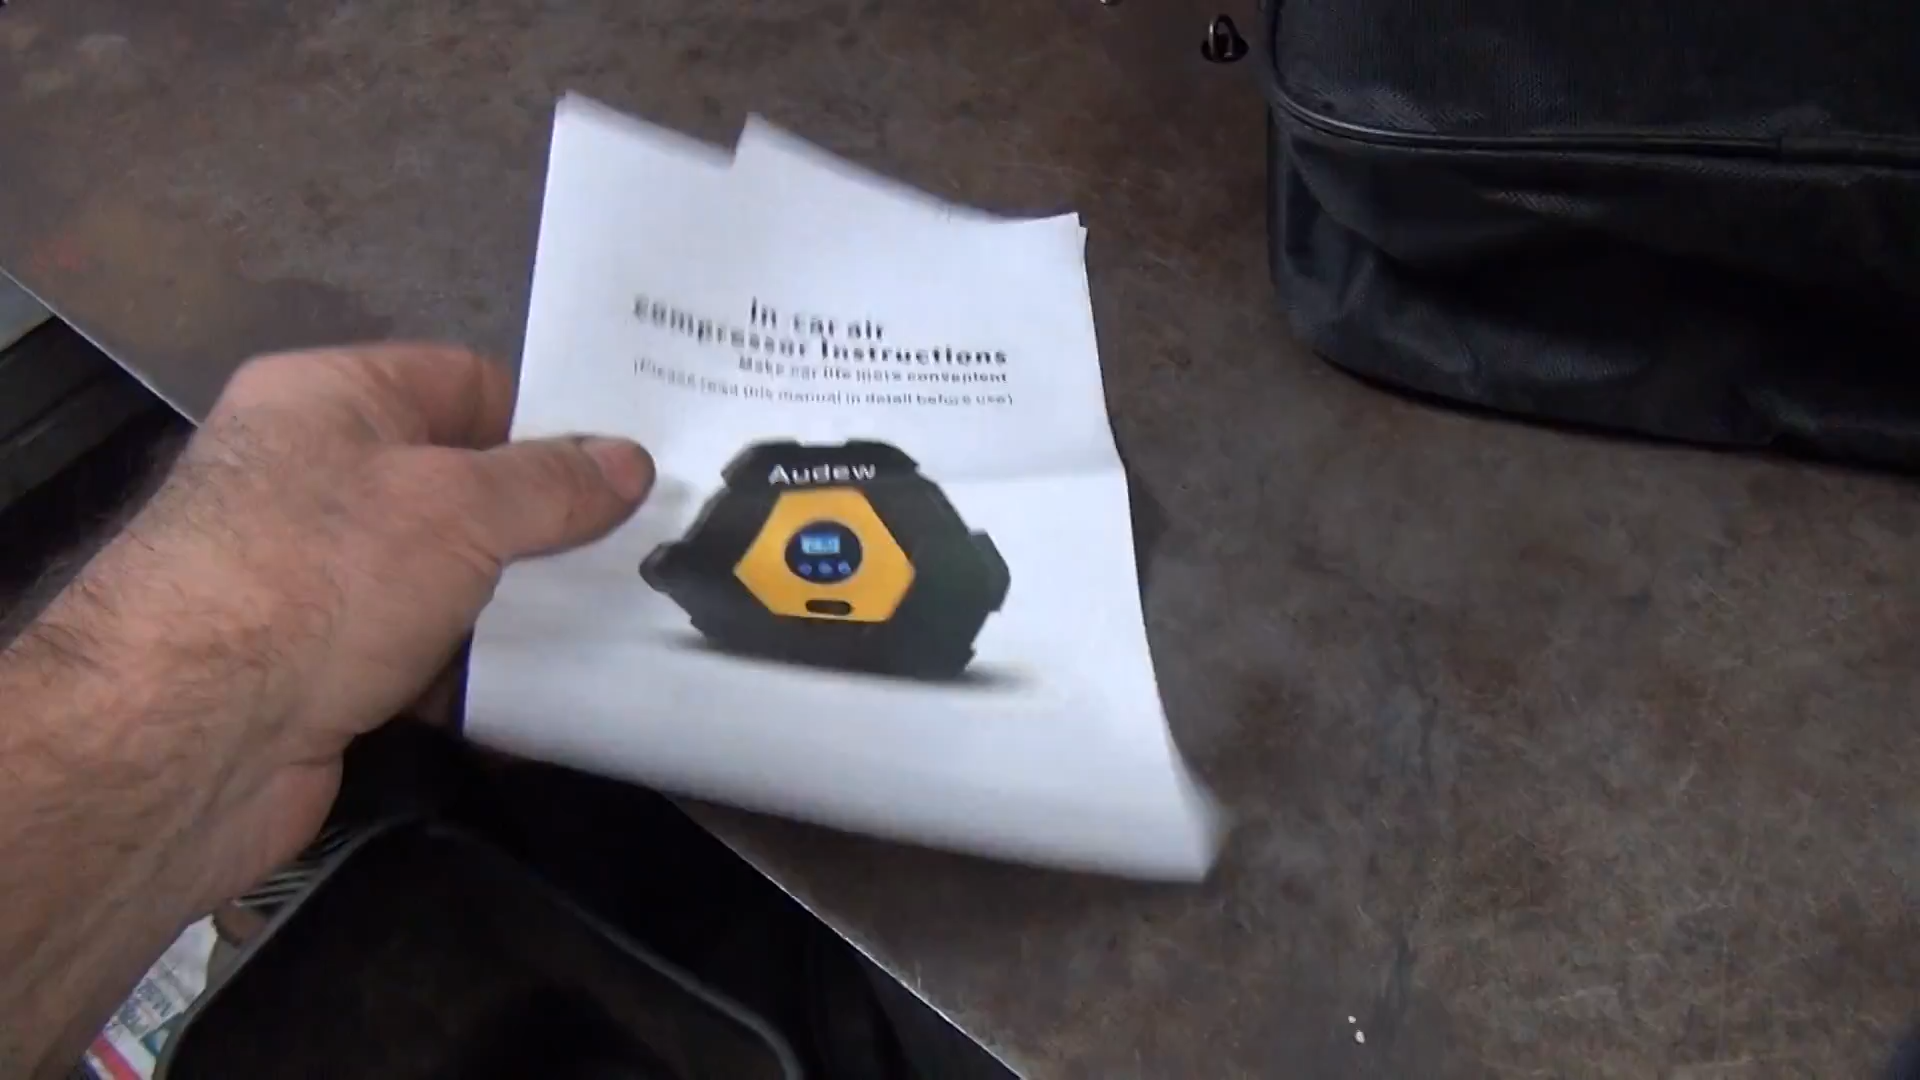 In-car air
compressor Instructions
Make car life more convenient
(Please read this manual in detail before use)
Audew